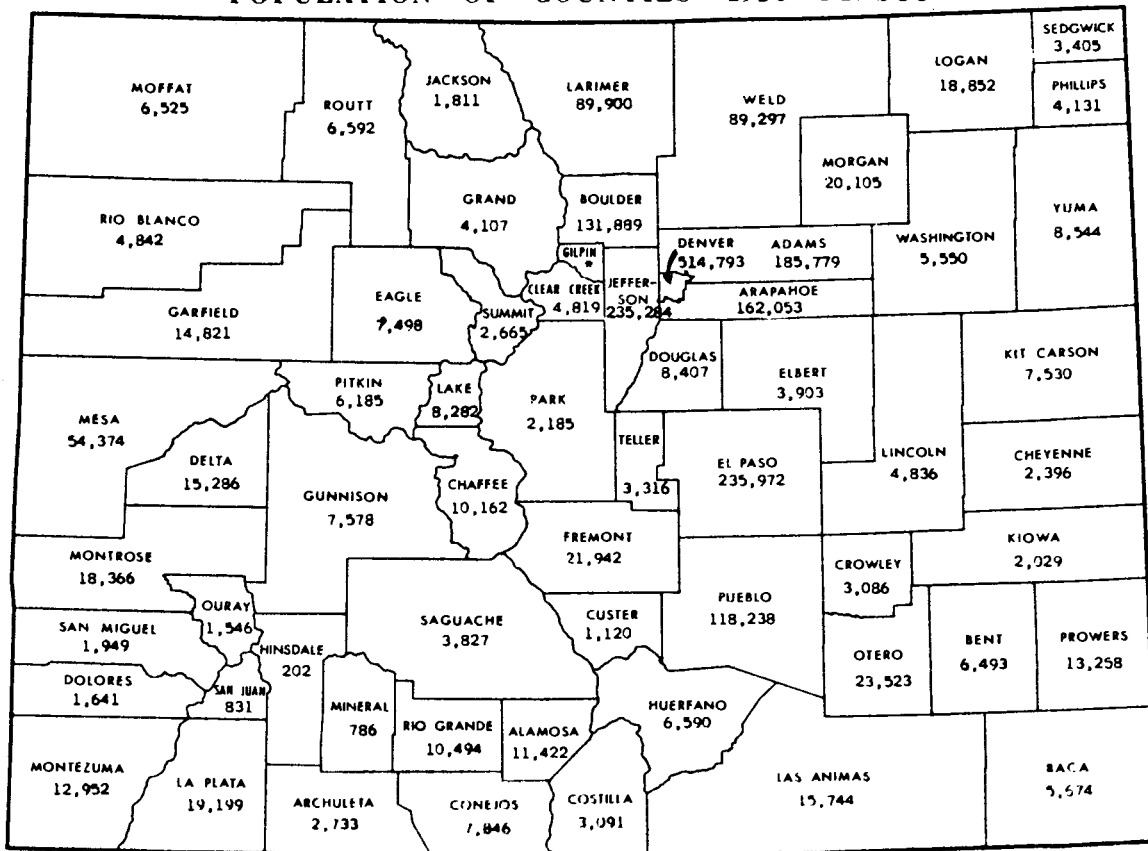 POPULATION OF COUNTIES
SEDGWICK
3,405
LOGAN
18,852
PHILLIPS
4,131
MOFFAT
6,525
ROUTT
6,592
JACKSON
1,811
LARIMER
89,900
WELD
89,297
MORGAN
20,105
YUMA
8,544
RIO BLANCO
4,842
GRAND
4,107
BOULDER
131,889
GILPIN
*
DENVER
514,793
ADAMS
185,779
WASHINGTON
5,550
GARFIELD
14,821
EAGLE
7,498
SUMMIT
2,665
CLEAR CREEK
4,819
JEFFER-
SON
235,284
ARAPAHOE
162,053
DOUGLAS
8,407
ELBERT
3,903
KIT CARSON
7,530
MESA
54,374
PITKIN
6,185
LAKE
8,282
PARK
2,185
TELLER
3,316
EL PASO
235,972
LINCOLN
4,836
CHEYENNE
2,396
DELTA
15,286
GUNNISON
7,578
CHAFFEE
10,162
FREMONT
21,942
KIOWA
2,029
MONTROSE
18,366
OURAY
1,546
SAGUACHE
3,827
CUSTER
1,120
PUEBLO
118,238
CROWLEY
3,086
SAN MIGUEL
1,949
HINSDALE
202
OTERO
23,523
BENT
6,493
PROWERS
13,258
DOLORES
1,641
SAN JUAN
831
MINERAL
786
RIO GRANDE
10,494
ALAMOSA
11,422
HUERFANO
6,590
MONTEZUMA
12,952
LA PLATA
19,199
ARCHULETA
2,733
CONEJOS
7,846
COSTILLA
3,091
LAS ANIMAS
15,744
BACA
5,674